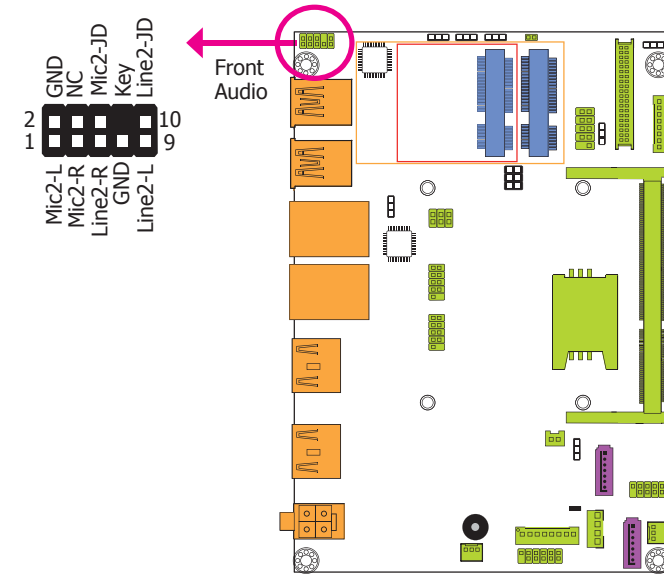 GND
NC
Mic2-JD
Key
Line2-JD
2
10
1
9
Mic2-L
Mic2-R
Line2-R
GND
Line2-L
Front
Audio